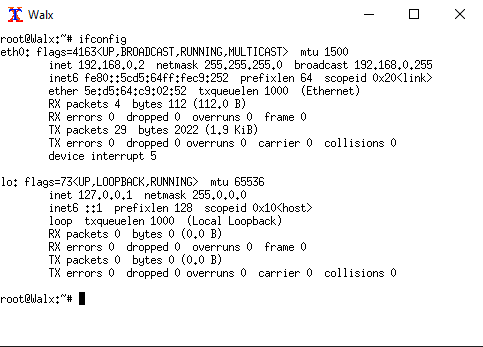 Walx
root@Walx:~# ifconfig
eth0: flags=4163<UP,BROADCAST,RUNNING,MULTICAST>  mtu 1500
        inet 192.168.0.2  netmask 255.255.255.0  broadcast 192.168.0.255
        inet6 fe80::5cd5:64ff:fec9:252  prefixlen 64  scopeid 0x20<link>
        ether 5e:d5:64:c9:02:52  txqueuelen 1000  (Ethernet)
        RX packets 4  bytes 112 (112.0 B)
        RX errors 0  dropped 0  overruns 0  frame 0
        TX packets 29  bytes 2022 (1.9 KiB)
        TX errors 0  dropped 0 overruns 0  carrier 0  collisions 0
        device interrupt 5
lo: flags=73<UP,LOOPBACK,RUNNING>  mtu 65536
        inet 127.0.0.1  netmask 255.0.0.0
        inet6 ::1  prefixlen 128  scopeid 0x10<host>
        loop  txqueuelen 1000  (Local Loopback)
        RX packets 0  bytes 0 (0.0 B)
        RX errors 0  dropped 0  overruns 0  frame 0
        TX packets 0  bytes 0 (0.0 B)
        TX errors 0  dropped 0 overruns 0  carrier 0  collisions 0
root@Walx:~#